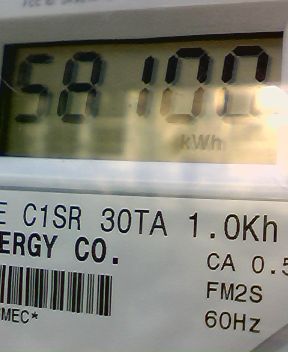 58100
kWh
E C1SR 30TA 1.0Kh
ERGY CO.
CA 0.5
FM2S
MEC*
60Hz